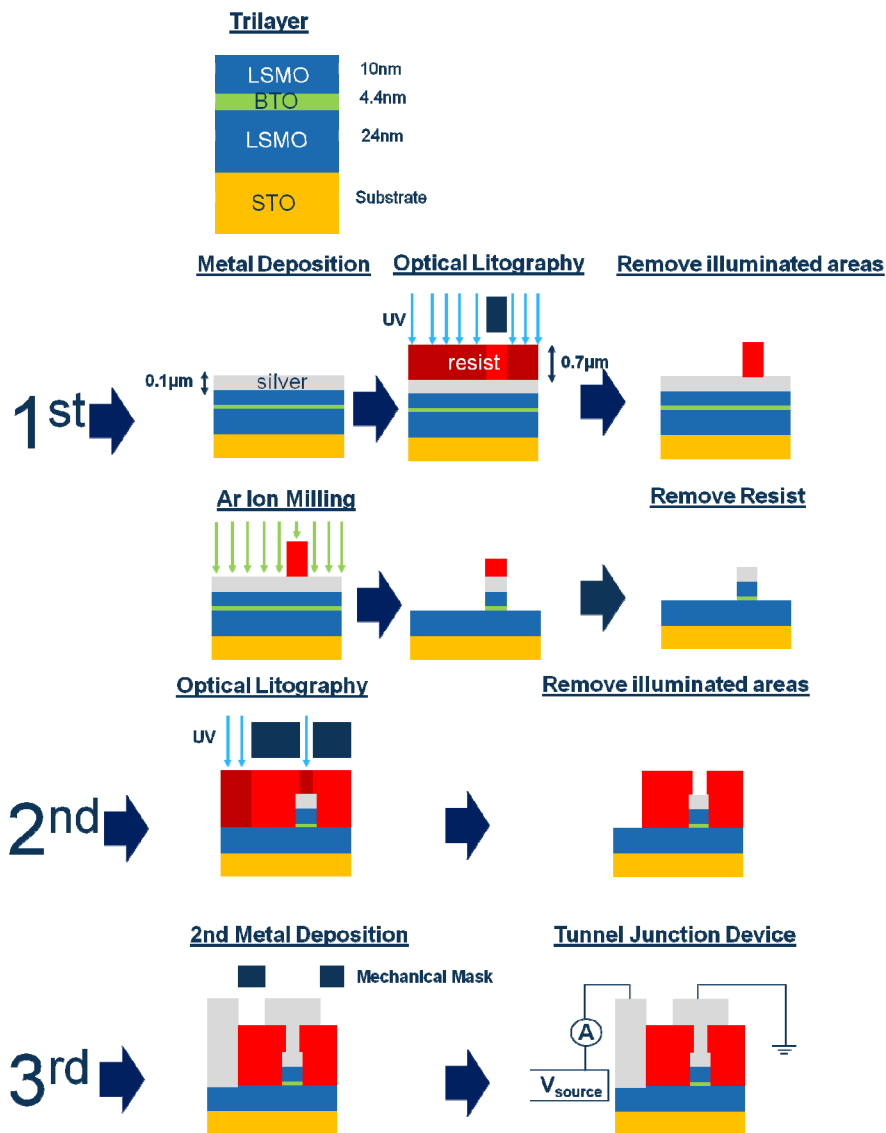 Trilayer
LSMO 10nm
BTO 4.4nm
LSMO 24nm
STO Substrate
Metal Deposition
Optical Litography
Remove illuminated areas
UV
resist
0.7µm
0.1µm
silver
1st
Ar Ion Milling
Remove Resist
Optical Litography
Remove illuminated areas
UV
2nd
2nd Metal Deposition
Tunnel Junction Device
Mechanical Mask
A
3rd
Vsource